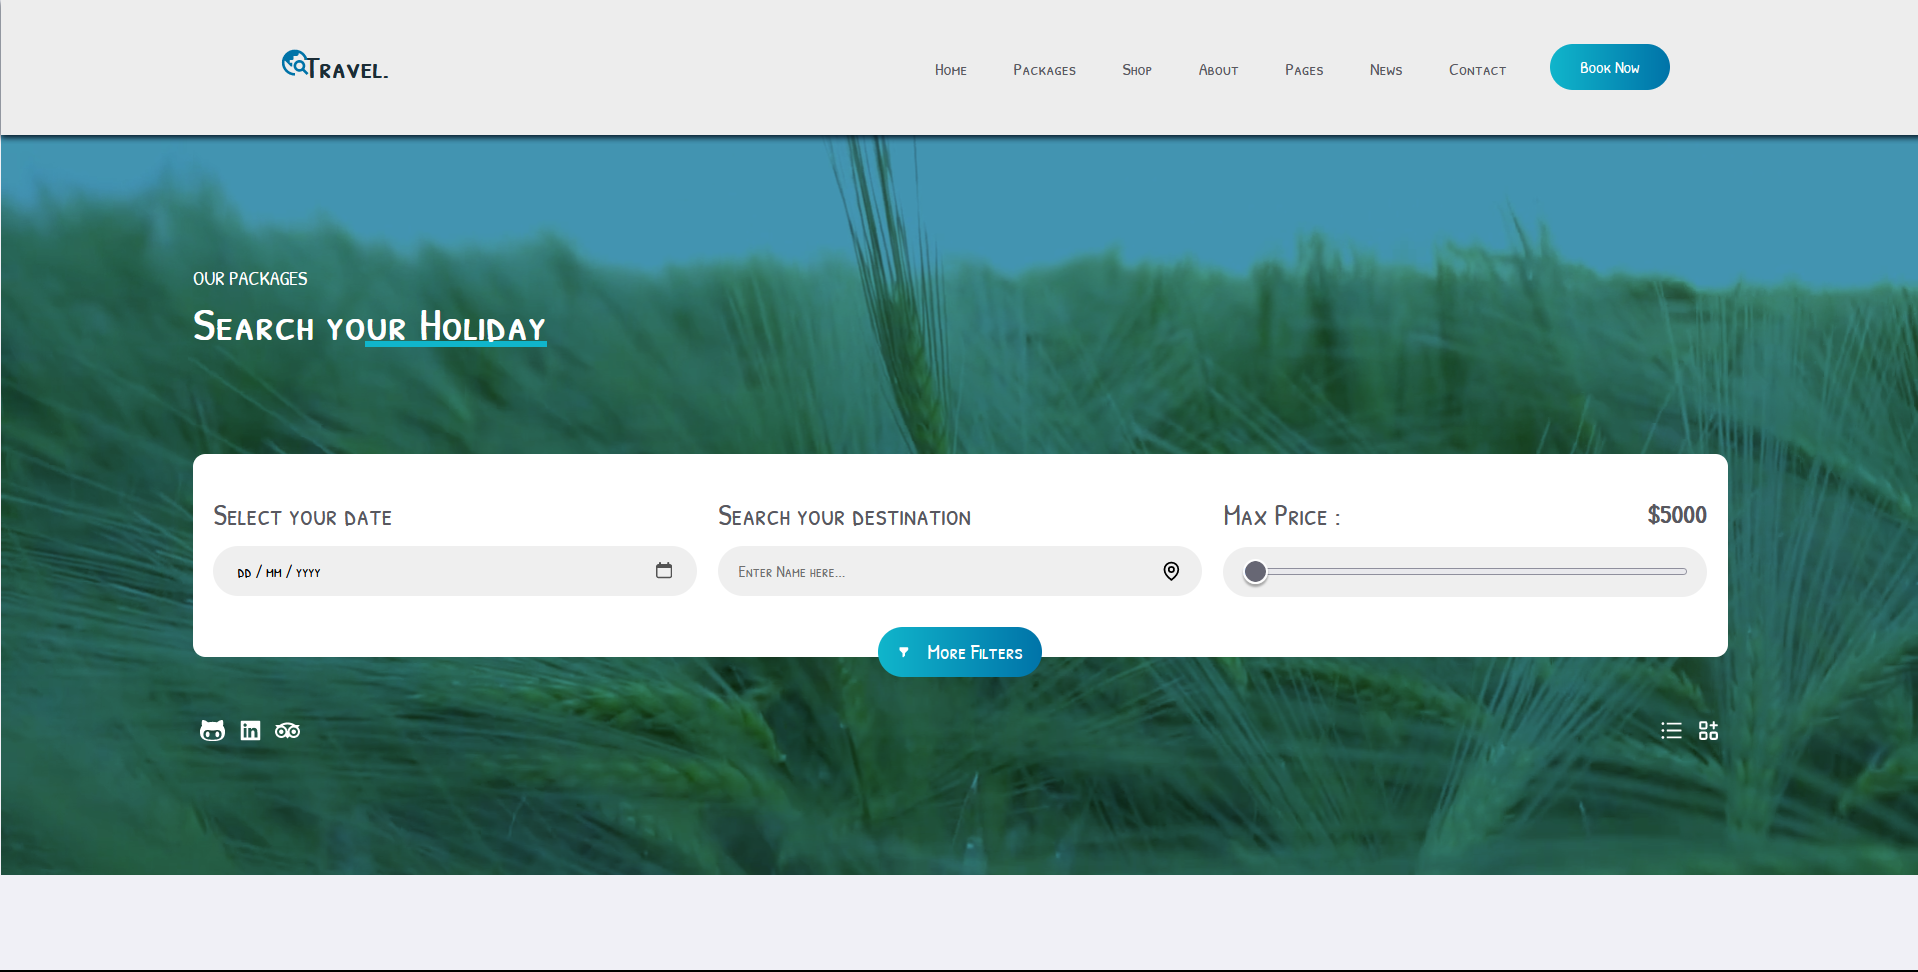 Travel.
Home Packages Shop About Pages News Contact Book Now
OUR PACKAGES
Search your Holiday
Select your date
Search your destination
Max Price :
$5000
dd / mm / yyyy
Enter Name here...
More Filters